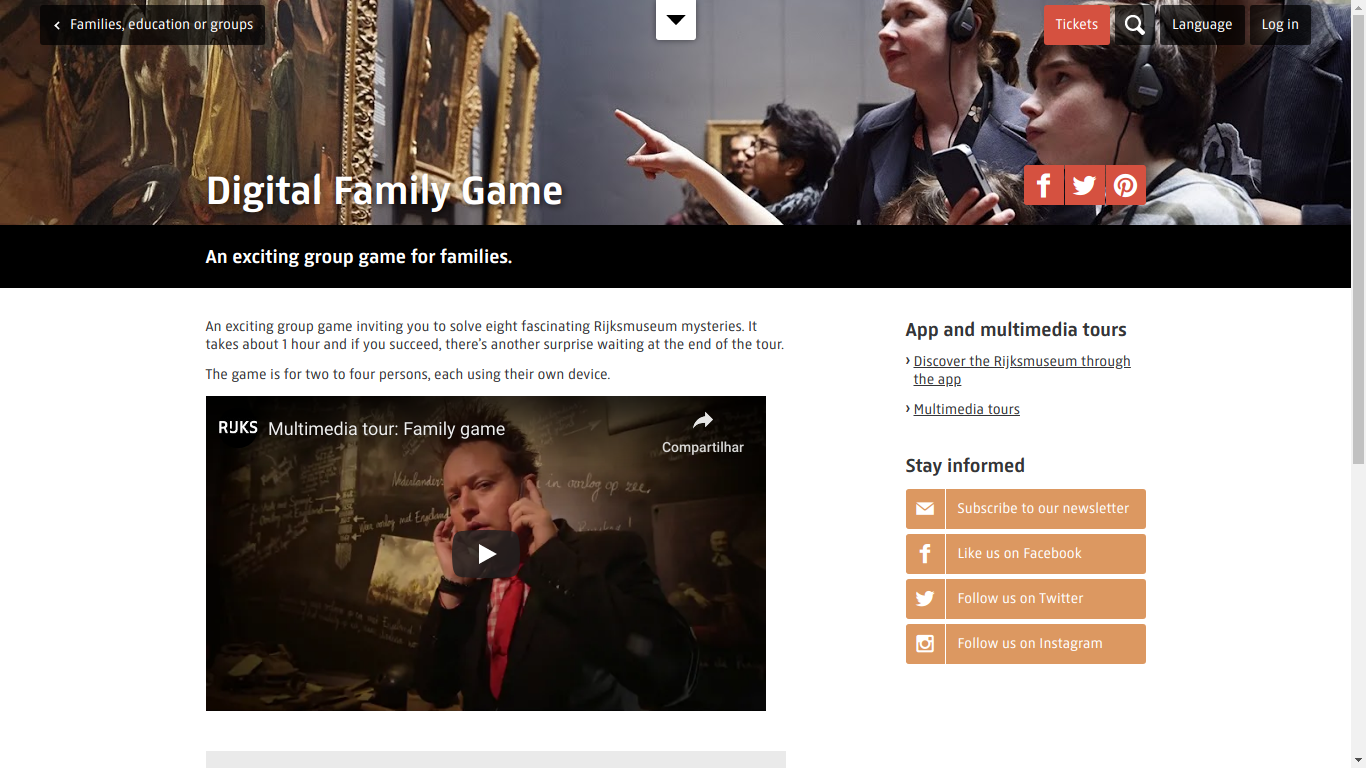 Families, education or groups
Tickets
Language
Log in
Digital Family Game
An exciting group game for families.
An exciting group game inviting you to solve eight fascinating Rijksmuseum mysteries. It
takes about 1 hour and if you succeed, there's another surprise waiting at the end of the tour.
The game is for two to four persons, each using their own device.
RIJKS Multimedia tour: Family game
Compartilhar
Nederlanders in oorlog op zee,
App and multimedia tours
Discover the Rijksmuseum through
the app
Multimedia tours
Stay informed
Subscribe to our newsletter
Like us on Facebook
Follow us on Twitter
Follow us on Instagram